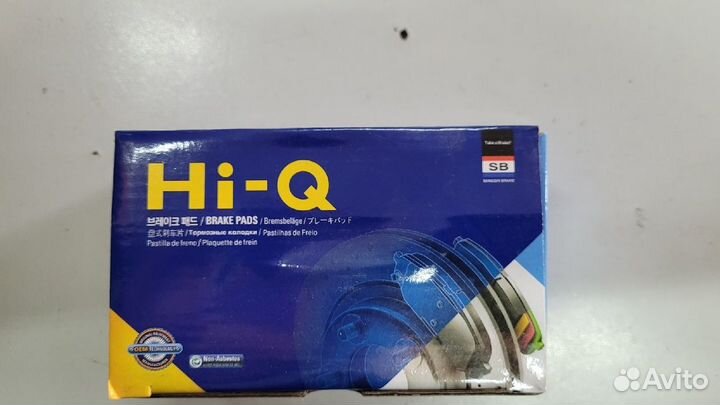 Hi-Q
브레이크 패드 / BRAKE PADS / Bremsbeläge / ブレーキパッド
盘式刹车片 / Тормозные колодки / Pastilhas de Freio
Pastilla de freno / Plaquette de frein
SB
SANGSIN BRAKE
OEM TECHNOLOGY
Non-Asbestos
Avito